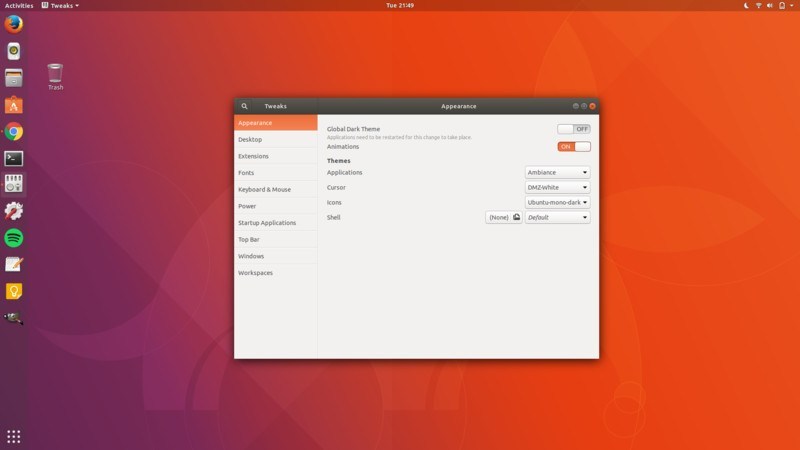 Activities Tweaks Tue 21:49
Trash
Tweaks Appearance
Appearance
Desktop
Extensions
Fonts
Keyboard & Mouse
Power
Startup Applications
Top Bar
Windows
Workspaces
Global Dark Theme OFF
Applications need to be restarted for this change to take place.
Animations ON
Themes
Applications Ambiance
Cursor DMZ-White
Icons Ubuntu-mono-dark
Shell (None) Default